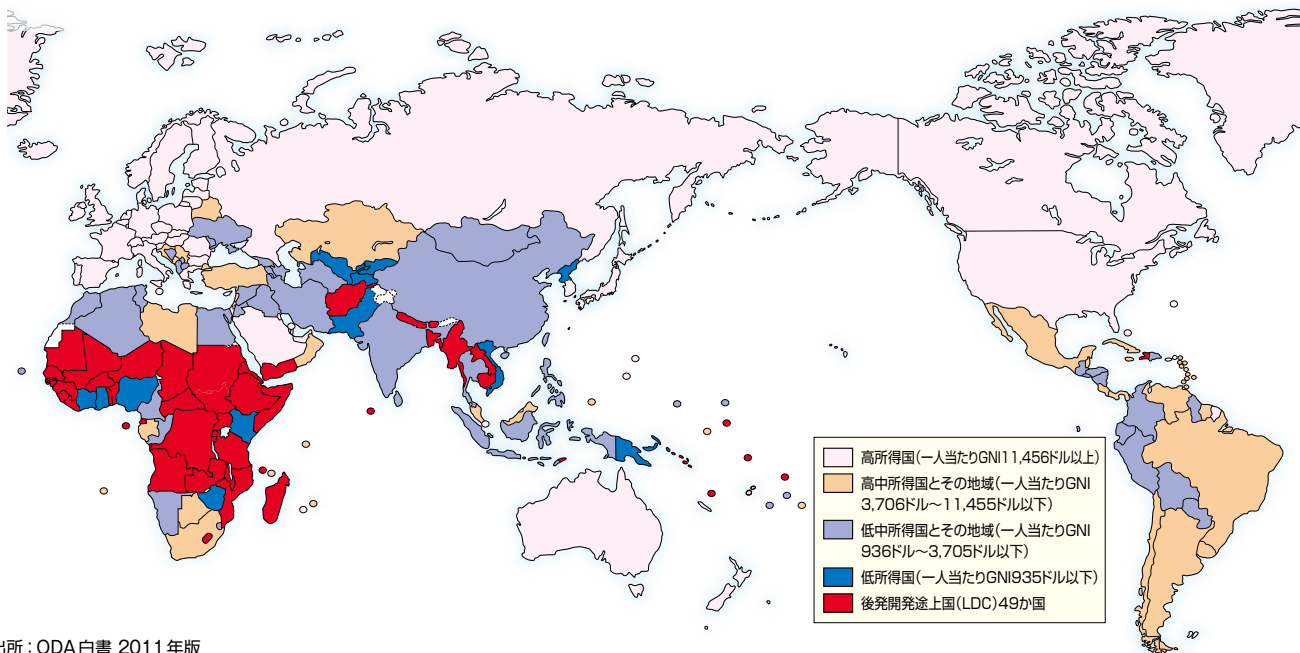 高所得国(一人当たりGNI11,456ドル以上)
高中所得国とその地域(一人当たりGNI
3,706ドル〜11,455ドル以下)
低中所得国とその地域(一人当たりGNI
936ドル〜3,705ドル以下)
低所得国(一人当たりGNI935ドル以下)
後発開発途上国(LDC)49か国
所：ODA白書 2011年版